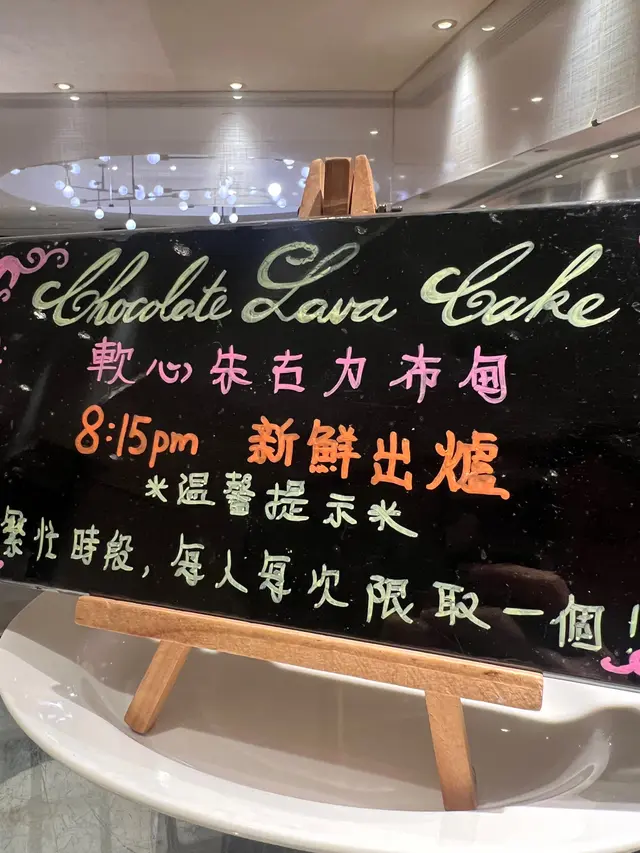 Chocolate Lava Cake
軟心朱古力布甸
8:15pm 新鮮出爐
*温馨提示*
繁忙時段，每人每次限取一個！